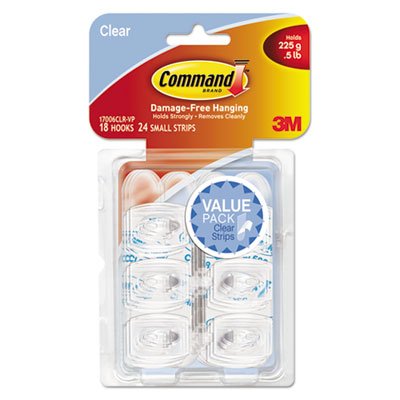 Clear
Holds
225 g
.5 lb
Command
BRAND
Damage-Free Hanging
Holds Strongly • Removes Cleanly
17006CLR-VP
18 HOOKS 24 SMALL STRIPS
3M
VALUE
PACK
Clear
Strips